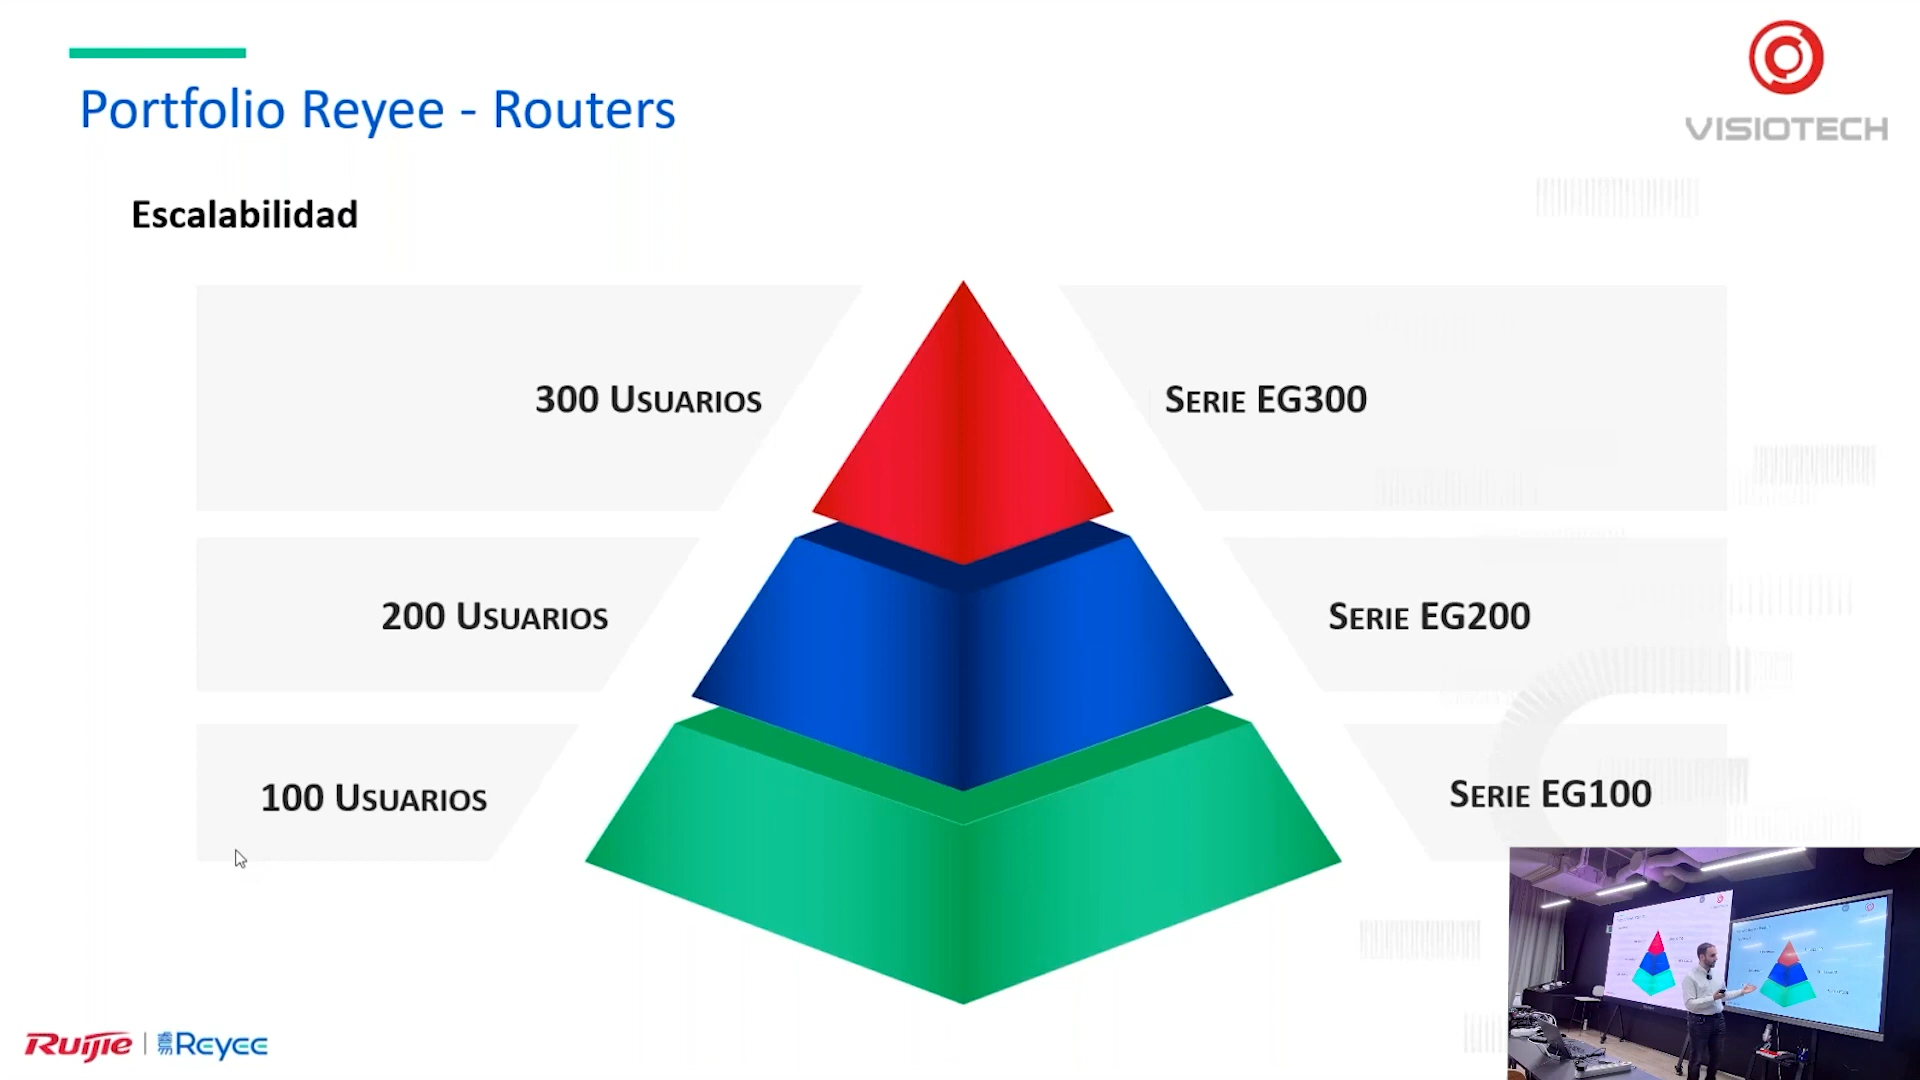 Portfolio Reyee - Routers
VISIOTECH
Escalabilidad
300 Usuarios
Serie EG300
200 Usuarios
Serie EG200
100 Usuarios
Serie EG100
Ruijie | Reyee